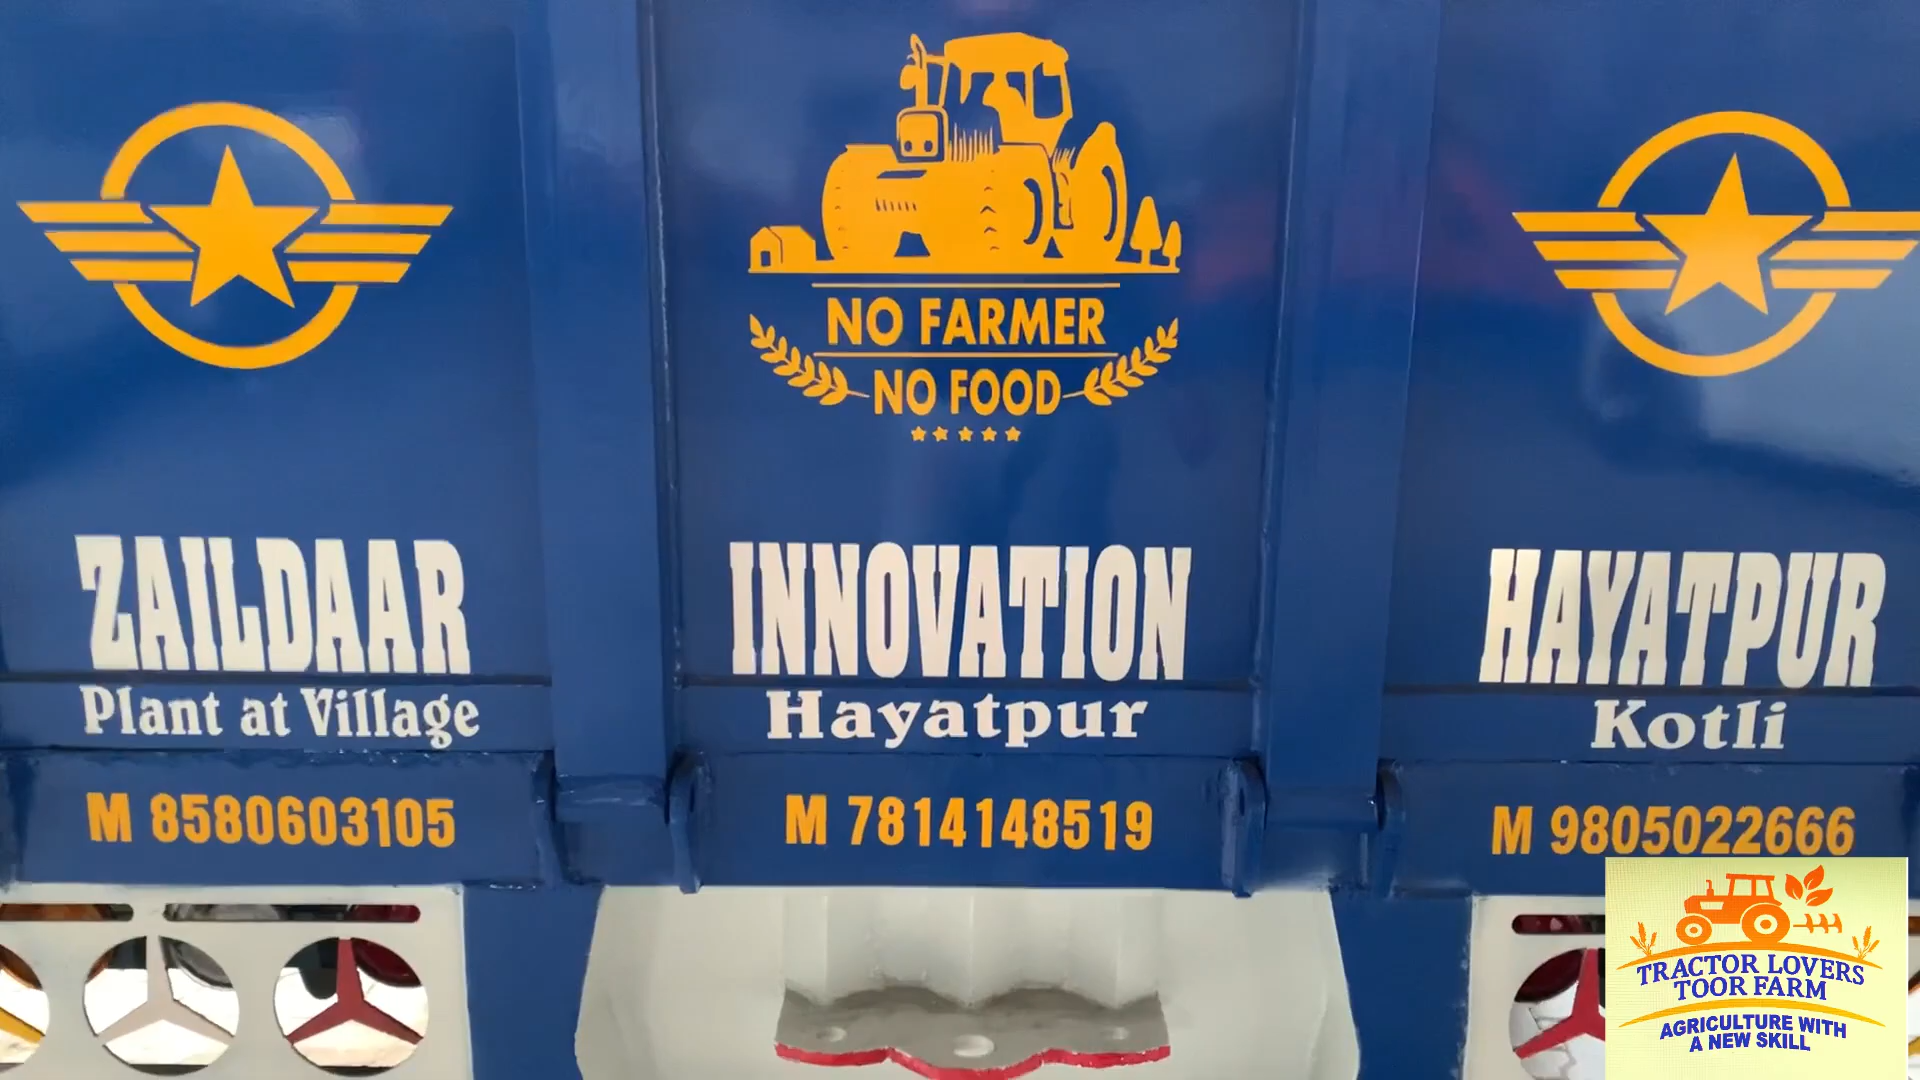 NO FARMER
NO FOOD
ZAILDAAR INNOVATION HAYATPUR
Plant at Village Hayatpur Kotli
M 8580603105 M 7814148519 M 9805022666
TRACTOR LOVERS
TOOR FARM
AGRICULTURE WITH
A NEW SKILL